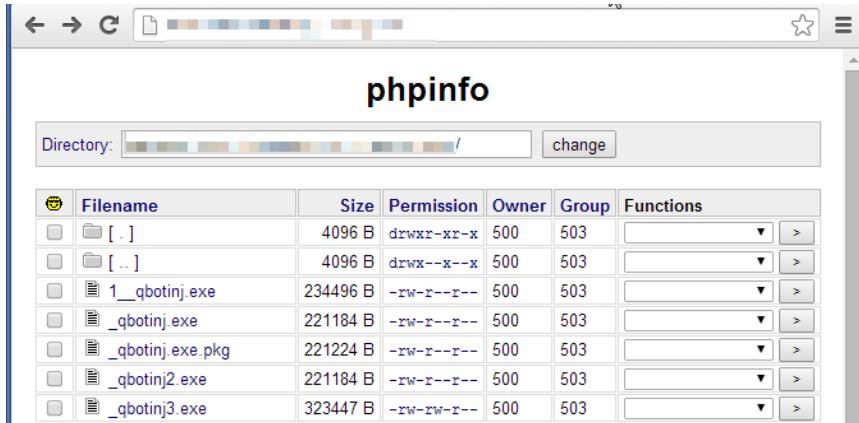 phpinfo
Directory: / change
Filename Size Permission Owner Group Functions
[ . ] 4096 B drwxr-xr-x 500 503 >
[ .. ] 4096 B drwx--x--x 500 503 >
1__qbotinj.exe 234496 B -rw-r--r-- 500 503 >
_qbotinj.exe 221184 B -rw-r--r-- 500 503 >
_qbotinj.exe.pkg 221224 B -rw-r--r-- 500 503 >
_qbotinj2.exe 221184 B -rw-r--r-- 500 503 >
_qbotinj3.exe 323447 B -rw-rw-r-- 500 503 >